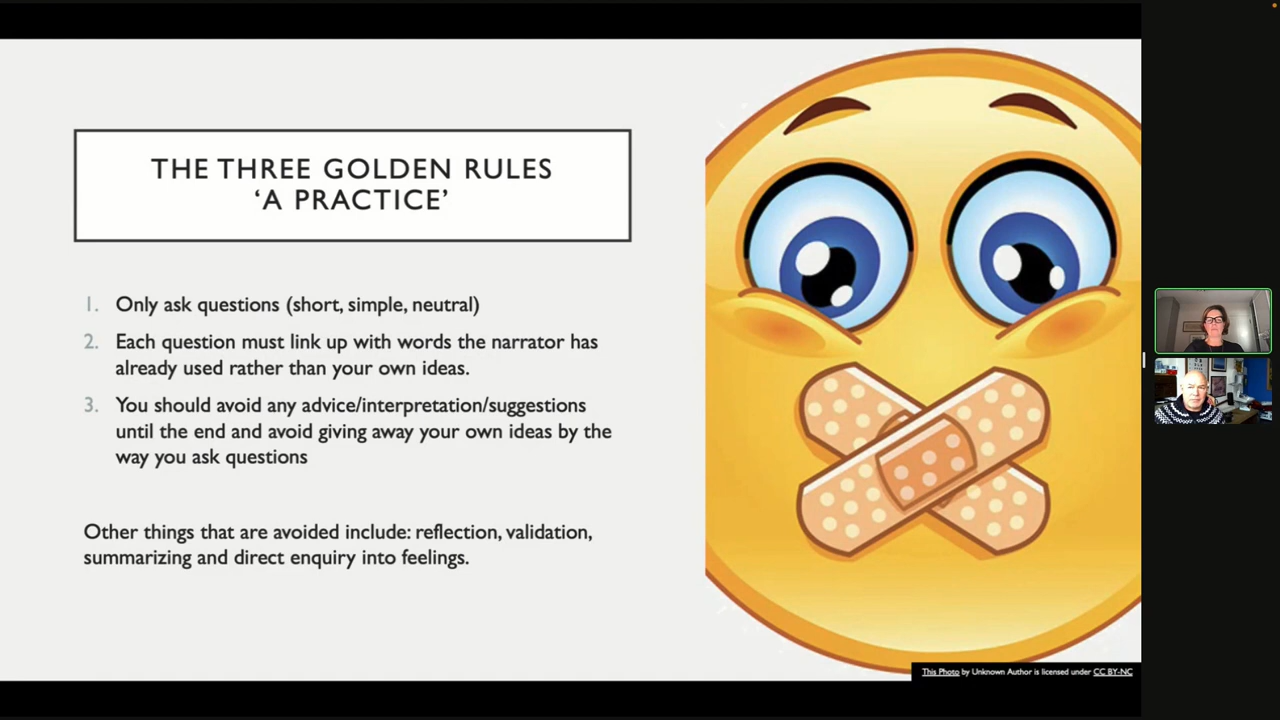 THE THREE GOLDEN RULES
‘A PRACTICE’
1. Only ask questions (short, simple, neutral)
2. Each question must link up with words the narrator has
already used rather than your own ideas.
3. You should avoid any advice/interpretation/suggestions
until the end and avoid giving away your own ideas by the
way you ask questions
Other things that are avoided include: reflection, validation,
summarizing and direct enquiry into feelings.
This Photo by Unknown Author is licensed under CC BY-NC